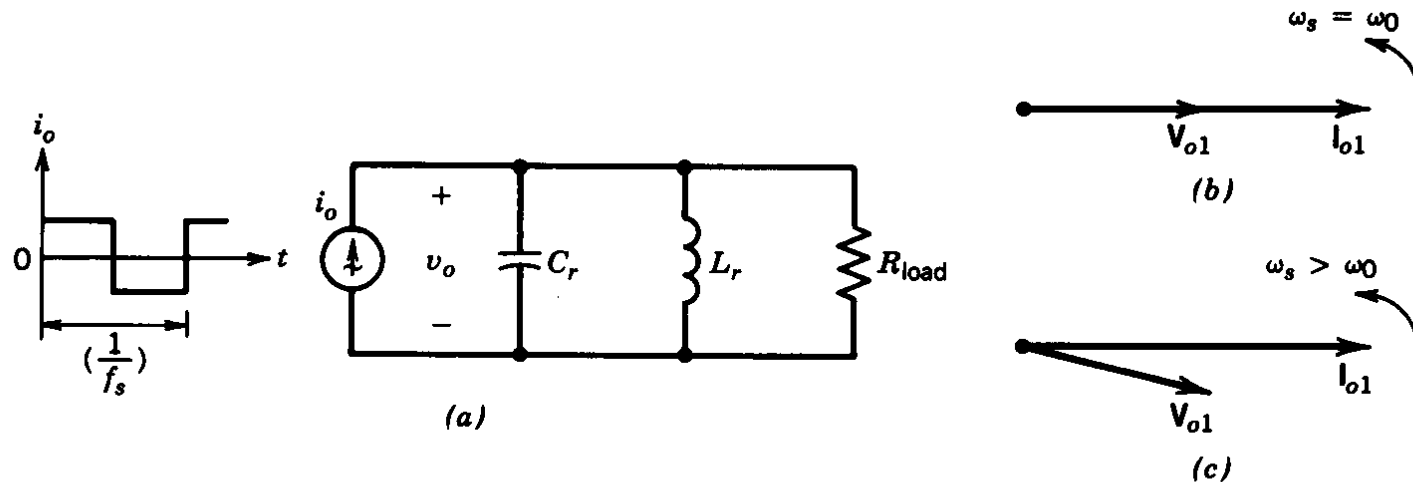 i_o
0
t
(1/f_s)
i_o
+
v_o
−
C_r
L_r
R_load
(a)
ω_s = ω_0
V_o1 I_o1
(b)
ω_s > ω_0
I_o1
V_o1
(c)